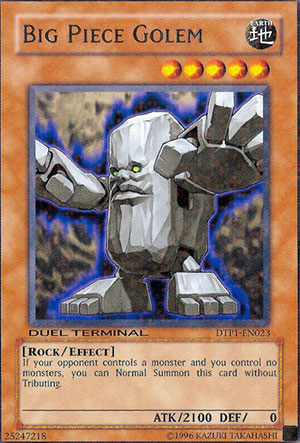 BIG PIECE GOLEM
EARTH
地
DUEL TERMINAL DTP1-EN023
[ROCK/EFFECT]
If your opponent controls a monster and you control no
monsters, you can Normal Summon this card without
Tributing.
ATK/2100 DEF/ 0
25247218 ©1996 KAZUKI TAKAHASHI